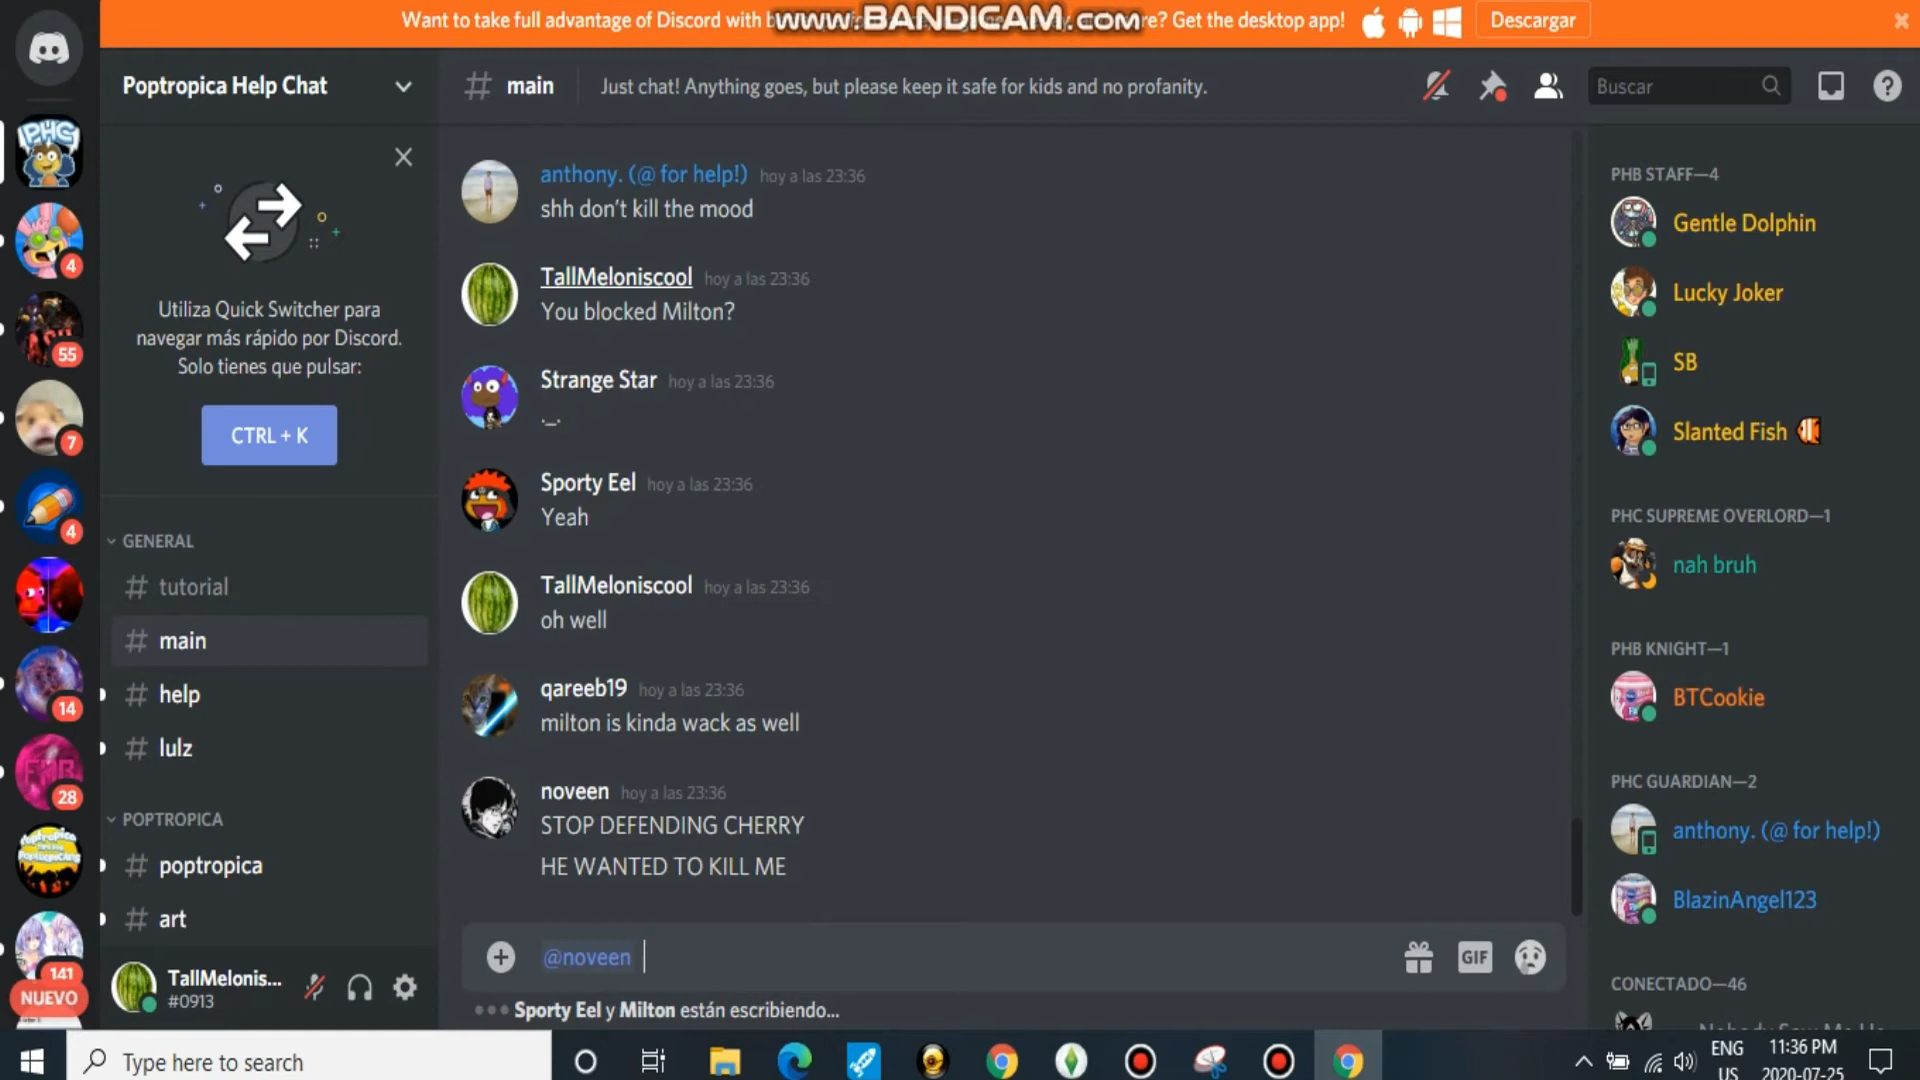 Want to take full advantage of Discord with b
www.BANDICAM.com
re? Get the desktop app!
Descargar
Poptropica Help Chat
main
Just chat! Anything goes, but please keep it safe for kids and no profanity.
Buscar
PHG
4
55
7
4
14
FMB
28
141
NUEVO
Utiliza Quick Switcher para
navegar más rápido por Discord.
Solo tienes que pulsar:
CTRL + K
GENERAL
# tutorial
# main
# help
# lulz
POPTROPICA
# poptropica
# art
TallMelonis...
#0913
anthony. (@ for help!) hoy a las 23:36
shh don't kill the mood
TallMeloniscool hoy a las 23:36
You blocked Milton?
Strange Star hoy a las 23:36
._.
Sporty Eel hoy a las 23:36
Yeah
TallMeloniscool hoy a las 23:36
oh well
qareeb19 hoy a las 23:36
milton is kinda wack as well
noveen hoy a las 23:36
STOP DEFENDING CHERRY
HE WANTED TO KILL ME
@noveen
GIF
Sporty Eel y Milton están escribiendo...
PHB STAFF—4
Gentle Dolphin
Lucky Joker
SB
Slanted Fish
PHC SUPREME OVERLORD—1
nah bruh
PHB KNIGHT—1
BTCookie
PHC GUARDIAN—2
anthony. (@ for help!)
BlazinAngel123
CONECTADO—46
Type here to search
ENG
US
11:36 PM
2020-07-25